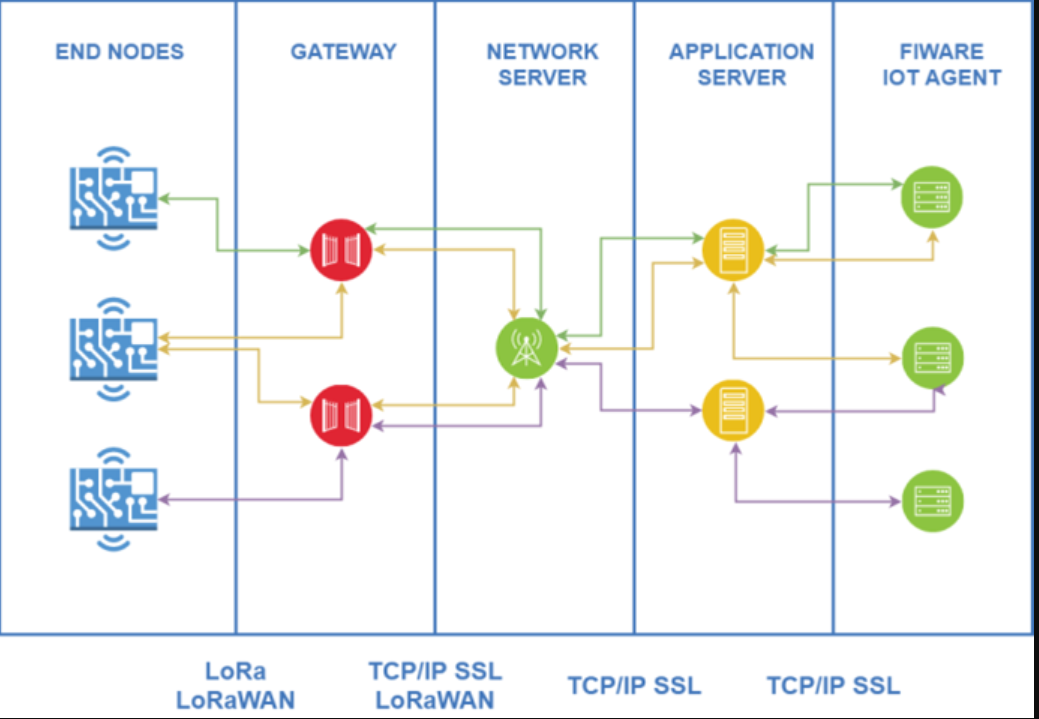 END NODES
GATEWAY
NETWORK
SERVER
APPLICATION
SERVER
FIWARE
IOT AGENT
LoRa
LoRaWAN
TCP/IP SSL
LoRaWAN
TCP/IP SSL
TCP/IP SSL